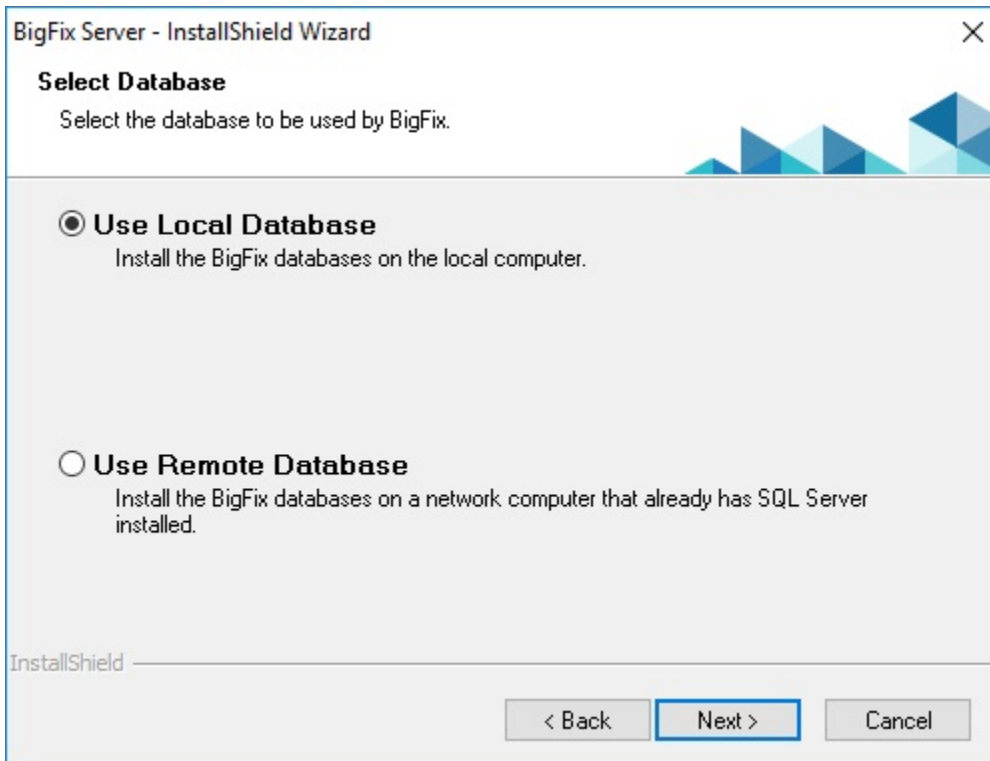 BigFix Server - InstallShield Wizard
Select Database
Select the database to be used by BigFix.
Use Local Database
Install the BigFix databases on the local computer.
Use Remote Database
Install the BigFix databases on a network computer that already has SQL Server
installed.
InstallShield
< Back
Next >
Cancel